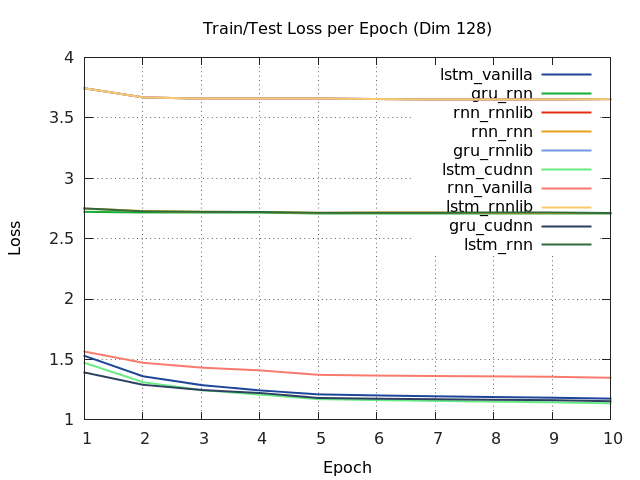 Train/Test Loss per Epoch (Dim 128)
4
3.5
3
2.5
2
1.5
1
Loss
lstm_vanilla
gru_rnn
rnn_rnnlib
rnn_rnn
gru_rnnlib
lstm_cudnn
rnn_vanilla
lstm_rnnlib
gru_cudnn
lstm_rnn
1 2 3 4 5 6 7 8 9 10
Epoch